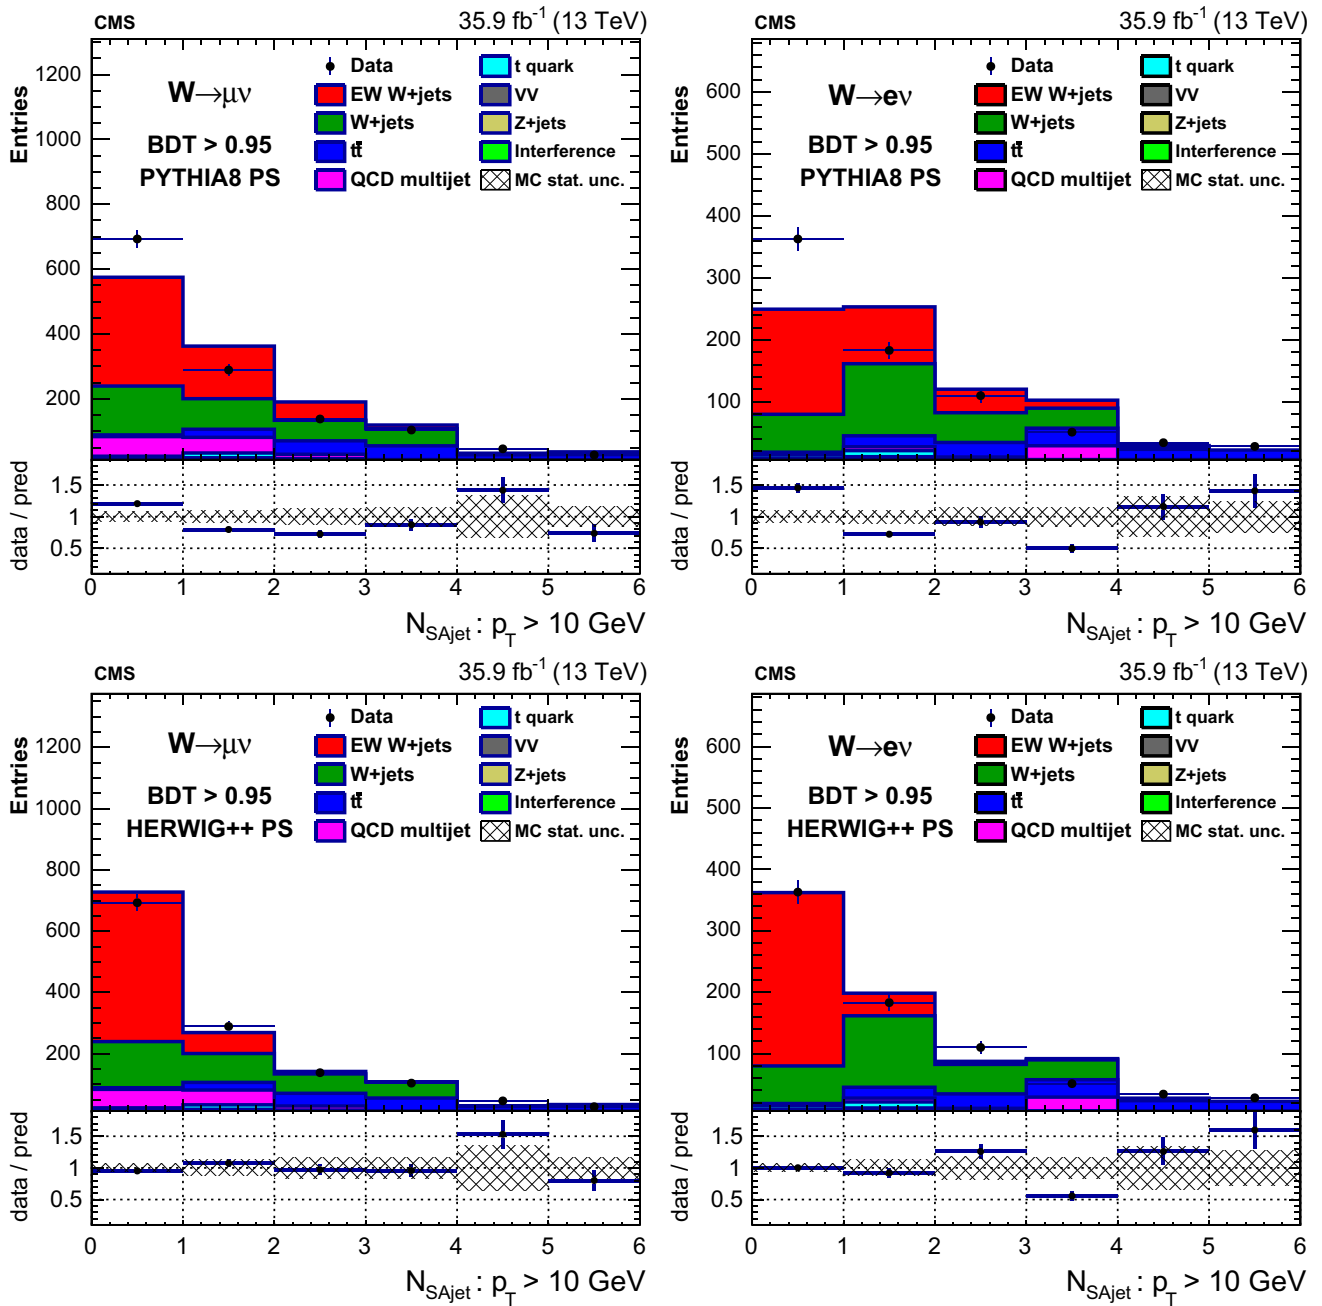 CMS 35.9 fb⁻¹ (13 TeV)
Entries
1200
1000
800
600
400
200
W→μν
BDT > 0.95
PYTHIA8 PS
Data
EW W+jets
W+jets
tt̄
QCD multijet
t quark
VV
Z+jets
Interference
MC stat. unc.
data / pred
1.5
1
0.5
0 1 2 3 4 5 6
N_SAjet : p_T > 10 GeV
CMS 35.9 fb⁻¹ (13 TeV)
Entries
600
500
400
300
200
100
W→eν
BDT > 0.95
PYTHIA8 PS
Data
EW W+jets
W+jets
tt̄
QCD multijet
t quark
VV
Z+jets
Interference
MC stat. unc.
data / pred
1.5
1
0.5
0 1 2 3 4 5 6
N_SAjet : p_T > 10 GeV
CMS 35.9 fb⁻¹ (13 TeV)
Entries
1200
1000
800
600
400
200
W→μν
BDT > 0.95
HERWIG++ PS
Data
EW W+jets
W+jets
tt̄
QCD multijet
t quark
VV
Z+jets
Interference
MC stat. unc.
data / pred
1.5
1
0.5
0 1 2 3 4 5 6
N_SAjet : p_T > 10 GeV
CMS 35.9 fb⁻¹ (13 TeV)
Entries
600
500
400
300
200
100
W→eν
BDT > 0.95
HERWIG++ PS
Data
EW W+jets
W+jets
tt̄
QCD multijet
t quark
VV
Z+jets
Interference
MC stat. unc.
data / pred
1.5
1
0.5
0 1 2 3 4 5 6
N_SAjet : p_T > 10 GeV